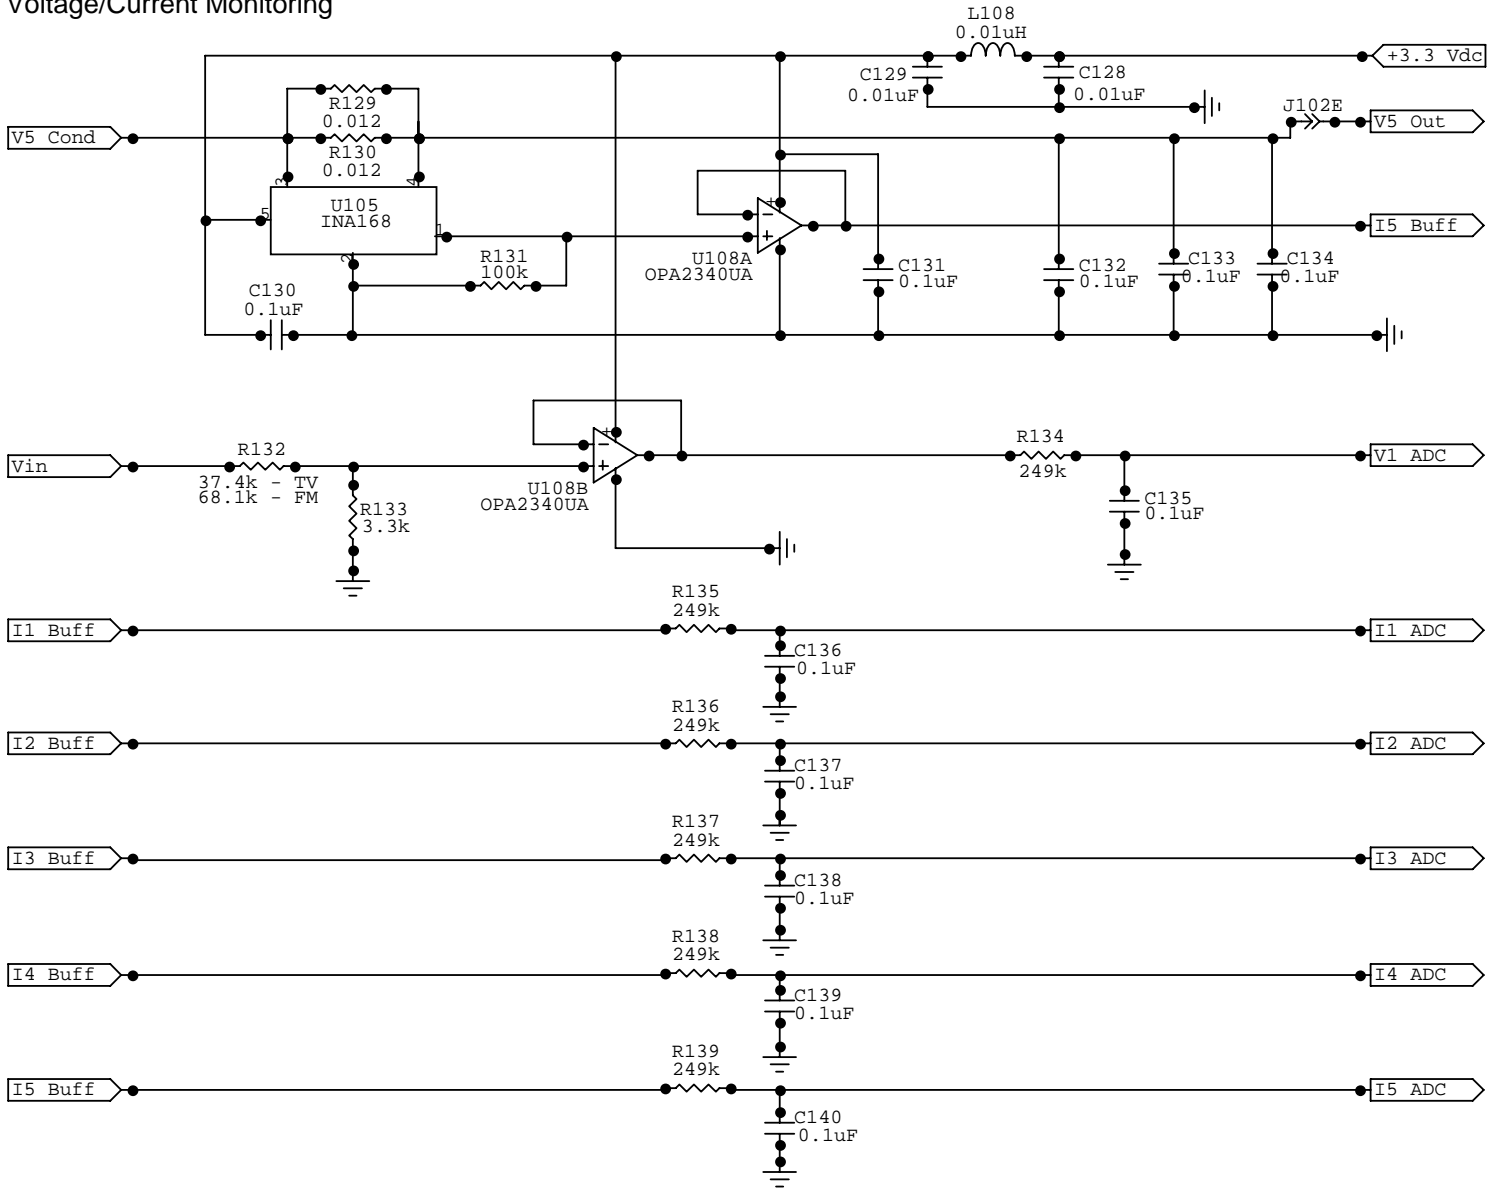 Voltage/Current Monitoring
L108
0.01uH
+3.3 Vdc
C129
0.01uF
C128
0.01uF
R129
0.012
J102E
V5 Cond
V5 Out
R130
0.012
3
4
U105
INA168
5
1
2
+
−
+
I5 Buff
U108A
OPA2340UA
R131
100k
C131
0.1uF
C132
0.1uF
C133
0.1uF
C134
0.1uF
C130
0.1uF
Vin
R132
37.4k - TV
68.1k - FM
R133
3.3k
+
−
+
U108B
OPA2340UA
R134
249k
V1 ADC
C135
0.1uF
R135
249k
I1 Buff
I1 ADC
C136
0.1uF
R136
249k
I2 Buff
I2 ADC
C137
0.1uF
R137
249k
I3 Buff
I3 ADC
C138
0.1uF
R138
249k
I4 Buff
I4 ADC
C139
0.1uF
R139
249k
I5 Buff
I5 ADC
C140
0.1uF